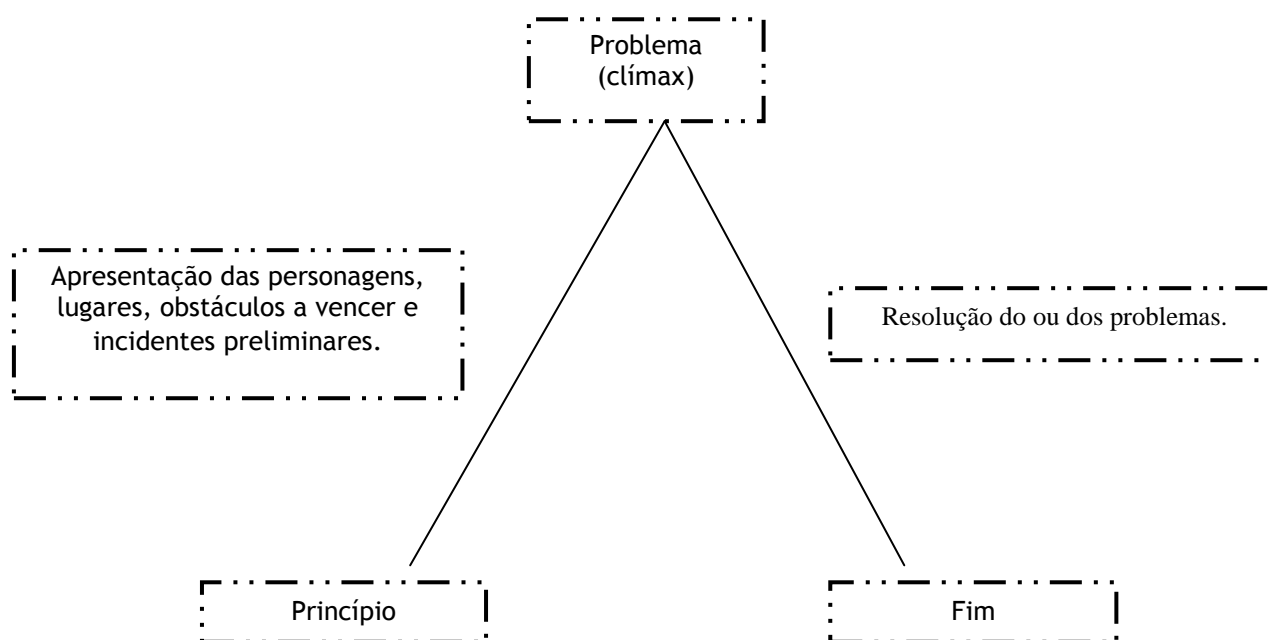 Problema
(clímax)
Apresentação das personagens,
lugares, obstáculos a vencer e
incidentes preliminares.
Resolução do ou dos problemas.
Princípio
Fim